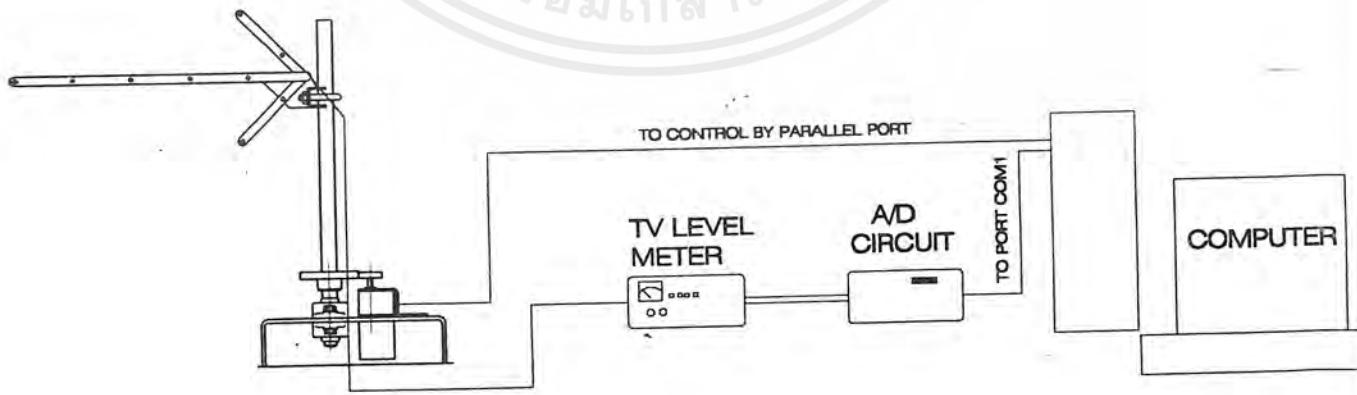 TO CONTROL BY PARALLEL PORT
TV LEVEL
METER
A/D
CIRCUIT
TO PORT COM1
COMPUTER